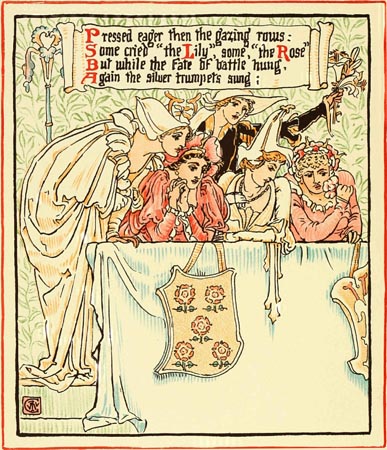 Pressed eager then the gazing rows:
Some cried "the Lily", some, "the Rose"
But while the Fate of battle hung,
Again the silver trumpets sung;